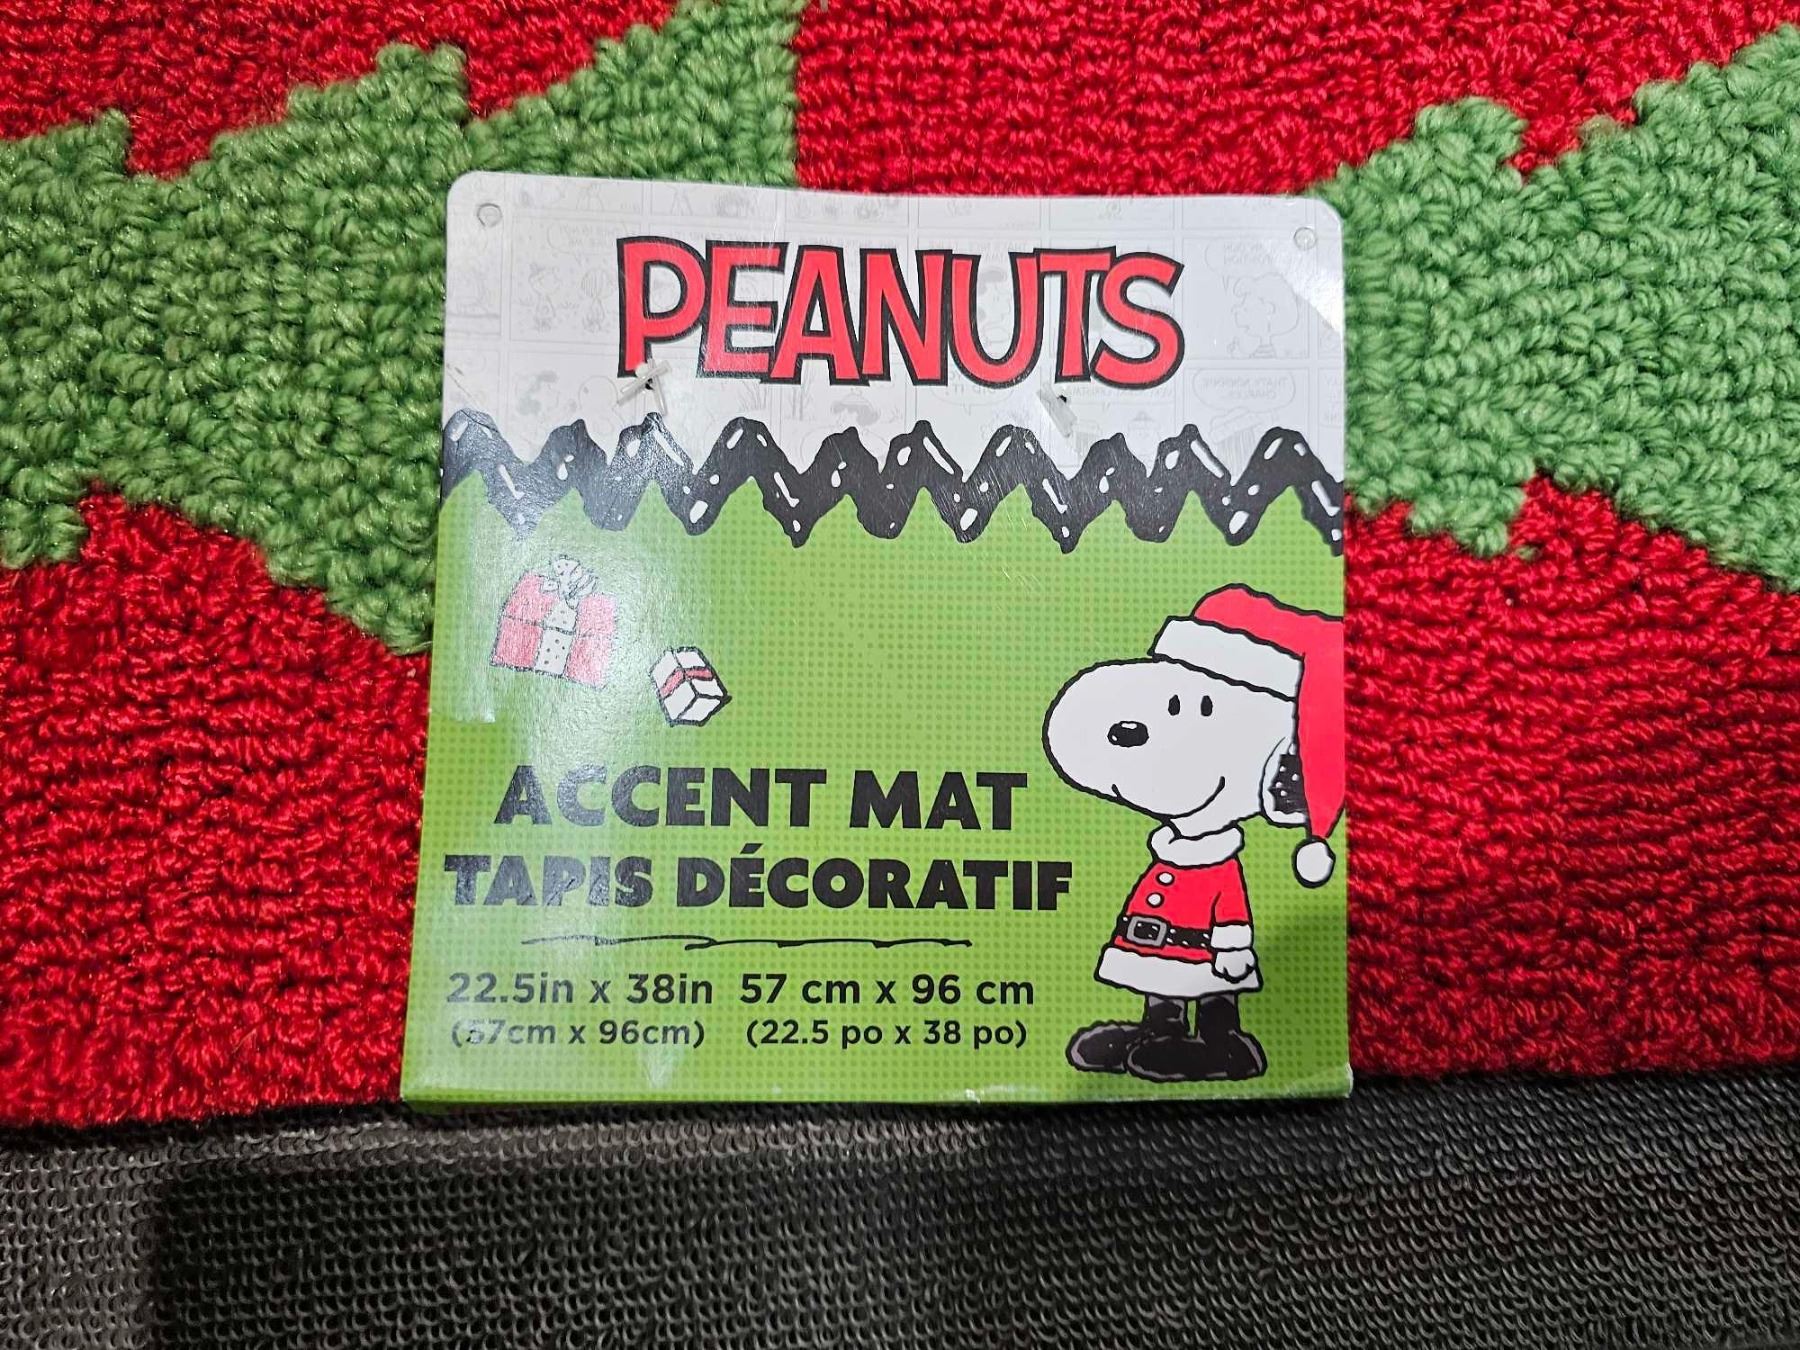 PEANUTS
ACCENT MAT
TAPIS DÉCORATIF
22.5in x 38in 57 cm x 96 cm
(57cm x 96cm) (22.5 po x 38 po)